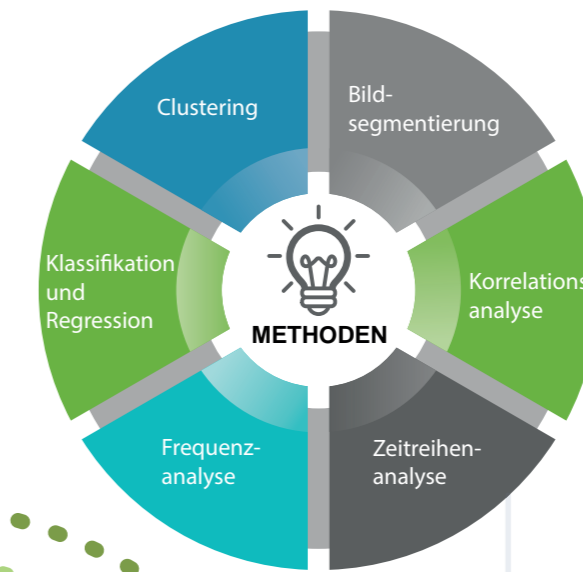 Clustering
Bild-
segmentierung
Klassifikation
und
Regression
METHODEN
Korrelations
analyse
Frequenz-
analyse
Zeitreihen-
analyse